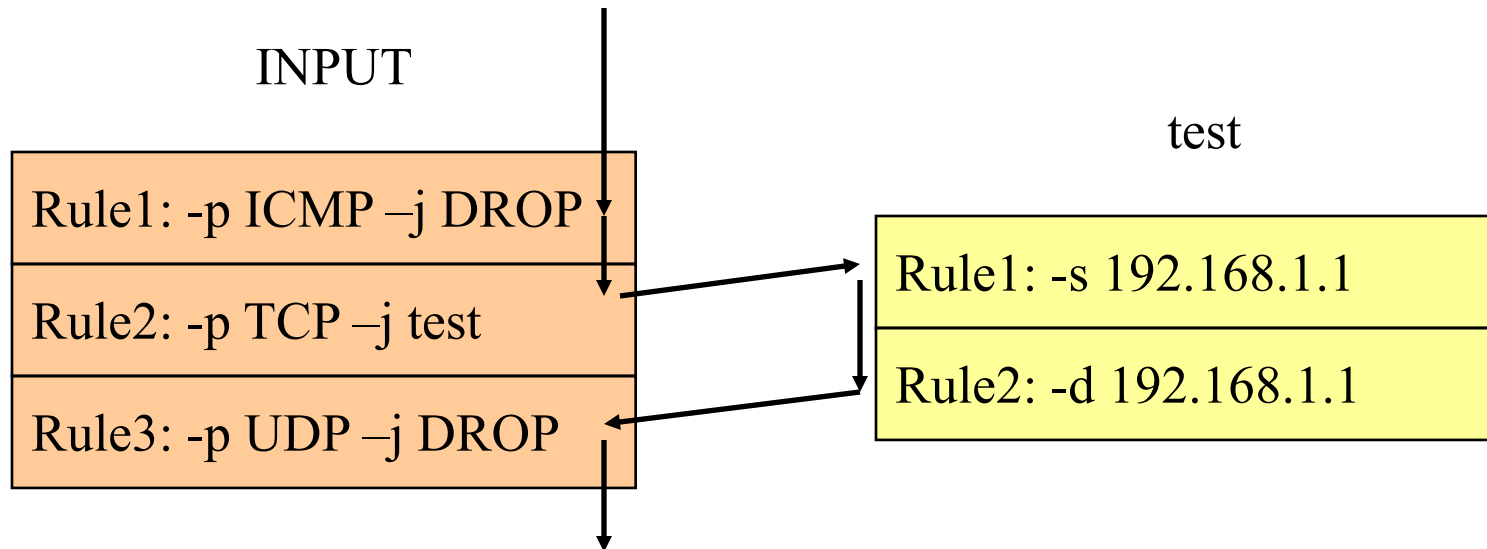 INPUT
Rule1: -p ICMP –j DROP
Rule2: -p TCP –j test
Rule3: -p UDP –j DROP
test
Rule1: -s 192.168.1.1
Rule2: -d 192.168.1.1